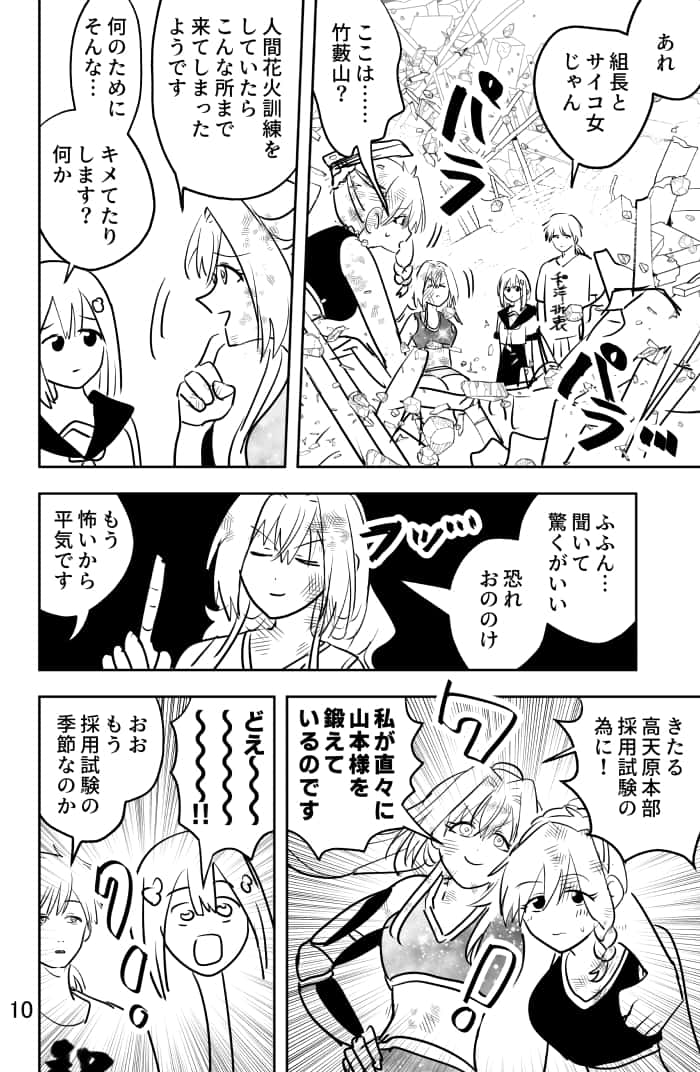 あれ
組長と
サイコ女
じゃん
ここは……
竹藪山？
パラ
パラ…
人間花火訓練を
していたら
こんな所まで
来てしまった
ようです
何のために
そんな…
キメてたり
します？
何か
ふふん…
聞いて
驚くがいい
恐れ
おののけ
フッ…
もう
怖いから
平気です
きたる
高天原本部
採用試験の
為に！
私が直々に
山本様を
鍛えて
いるのです
クワ
！
どえ〜〜
〜〜〜〜
〜〜〜!!
おお
もう
採用試験の
季節なのか
10